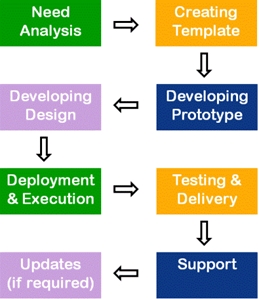 Need
Analysis
Creating
Template
Developing
Prototype
Developing
Design
Deployment
& Execution
Testing &
Delivery
Support
Updates
(if required)